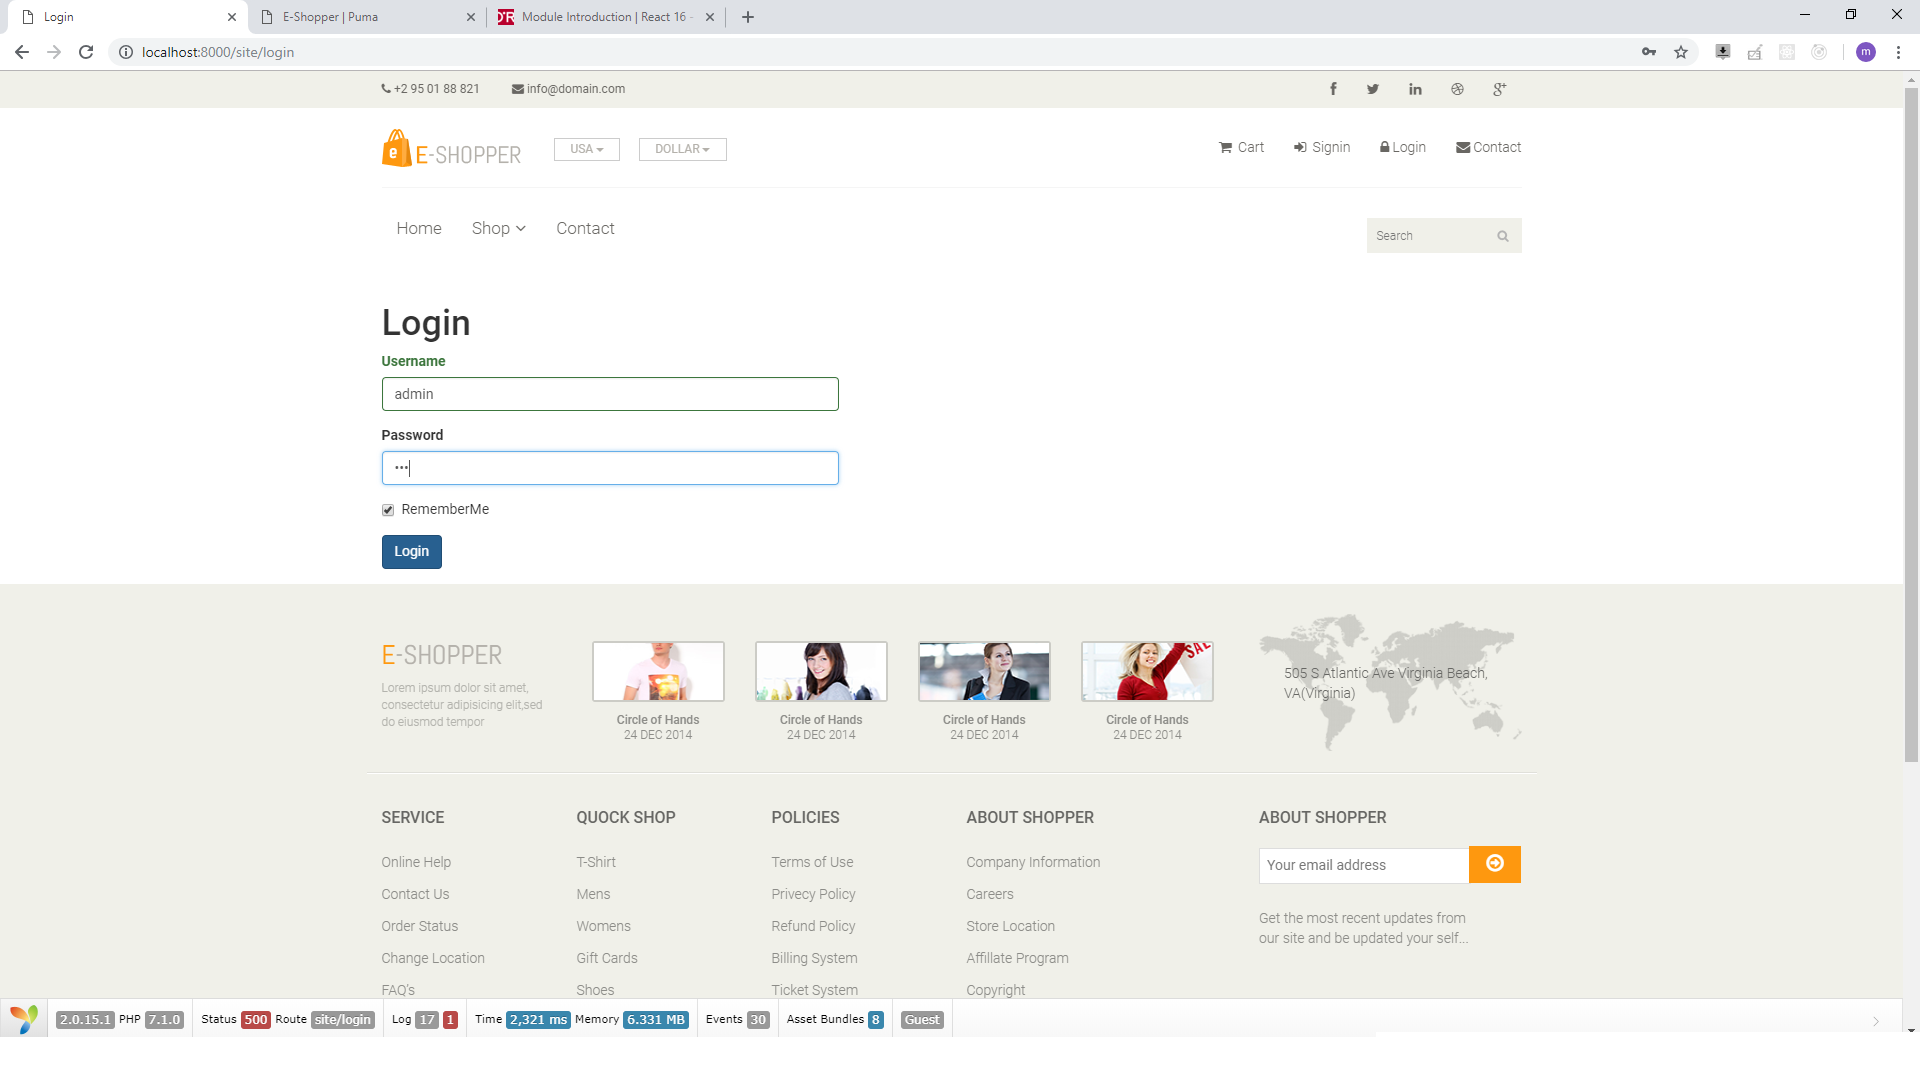 Login
E-Shopper | Puma
Module Introduction | React 16 -
localhost:8000/site/login
m
+2 95 01 88 821
info@domain.com
E-SHOPPER
USA
DOLLAR
Cart
Signin
Login
Contact
Home
Shop
Contact
Search
Login
Username
admin
Password
•••
RememberMe
Login
E-SHOPPER
Lorem ipsum dolor sit amet,
consectetur adipisicing elit,sed
do eiusmod tempor
Circle of Hands
24 DEC 2014
Circle of Hands
24 DEC 2014
Circle of Hands
24 DEC 2014
SALE
Circle of Hands
24 DEC 2014
505 S Atlantic Ave Virginia Beach,
VA(Virginia)
SERVICE
Online Help
Contact Us
Order Status
Change Location
FAQ's
QUOCK SHOP
T-Shirt
Mens
Womens
Gift Cards
Shoes
POLICIES
Terms of Use
Privecy Policy
Refund Policy
Billing System
Ticket System
ABOUT SHOPPER
Company Information
Careers
Store Location
Affillate Program
Copyright
ABOUT SHOPPER
Your email address
Get the most recent updates from
our site and be updated your self...
2.0.15.1 PHP 7.1.0
Status 500 Route site/login
Log 17 1
Time 2,321 ms Memory 6.331 MB
Events 30
Asset Bundles 8
Guest